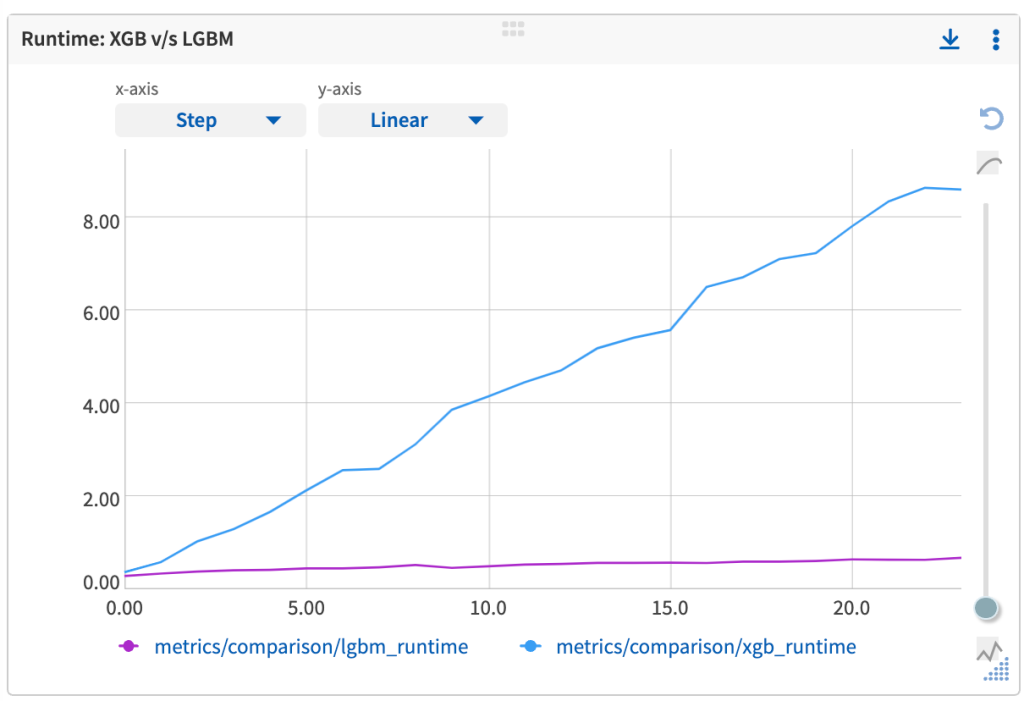 Runtime: XGB v/s LGBM
x-axis y-axis
Step Linear
8.00
6.00
4.00
2.00
0.00
0.00 5.00 10.0 15.0 20.0
metrics/comparison/lgbm_runtime metrics/comparison/xgb_runtime